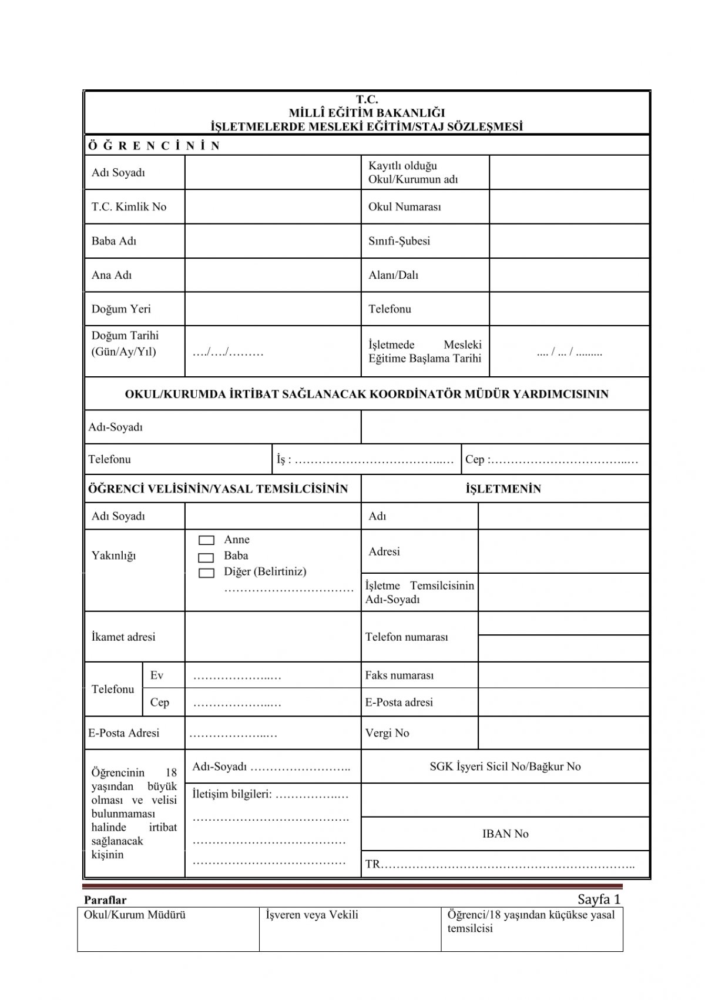 T.C.
MİLLÎ EĞİTİM BAKANLIĞI
İŞLETMELERDE MESLEKİ EĞİTİM/STAJ SÖZLEŞMESİ
Ö Ğ R E N C İ N İ N
Adı Soyadı
Kayıtlı olduğu
Okul/Kurumun adı
T.C. Kimlik No
Okul Numarası
Baba Adı
Sınıfı-Şubesi
Ana Adı
Alanı/Dalı
Doğum Yeri
Telefonu
Doğum Tarihi
(Gün/Ay/Yıl)
…./…./………
İşletmede Mesleki
Eğitime Başlama Tarihi
.... / ... / .........
OKUL/KURUMDA İRTİBAT SAĞLANACAK KOORDİNATÖR MÜDÜR YARDIMCISININ
Adı-Soyadı
Telefonu
İş : ………………………………..…
Cep :……………………………..…
ÖĞRENCİ VELİSİNİN/YASAL TEMSİLCİSİNİN
İŞLETMENİN
Adı Soyadı
Adı
Yakınlığı
Anne
Baba
Diğer (Belirtiniz)
……………………………
Adresi
İşletme Temsilcisinin
Adı-Soyadı
İkamet adresi
Telefon numarası
Telefonu
Ev
………………..…
Faks numarası
Cep
………………..…
E-Posta adresi
E-Posta Adresi
………………..…
Vergi No
Öğrencinin 18
yaşından büyük
olması ve velisi
bulunmaması
halinde irtibat
sağlanacak
kişinin
Adı-Soyadı ……………………..
İletişim bilgileri: …………….…
………………………………….
…………………………………
…………………………………
SGK İşyeri Sicil No/Bağkur No
IBAN No
TR………………………………………………………..
Paraflar
Sayfa 1
Okul/Kurum Müdürü
İşveren veya Vekili
Öğrenci/18 yaşından küçükse yasal
temsilcisi